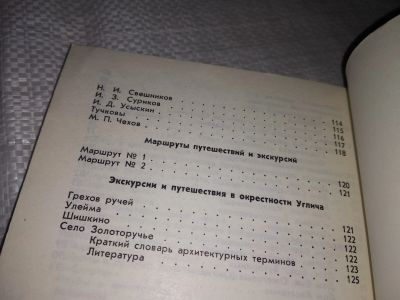 Н. И. Свешников . . . . . . . . . . . . 114
И. З. Суриков . . . . . . . . . . . . 115
И. Д. Усыскин . . . . . . . . . . . . 116
Тучковы . . . . . . . . . . . . 117
М. П. Чехов . . . . . . . . . . . . 118
Маршруты путешествий и экскурсий
Маршрут № 1 . . . . . . . . . . . . 120
Маршрут № 2 . . . . . . . . . . . . 121
Экскурсии и путешествия в окрестности Углича
Грехов ручей . . . . . . . . . . . . 121
Улейма . . . . . . . . . . . . 122
Шишкино . . . . . . . . . . . . 122
Село Золоторучье . . . . . . . . . . . . 122
Краткий словарь архитектурных терминов . . . . 123
Литература . . . . . . . . . . . . 125